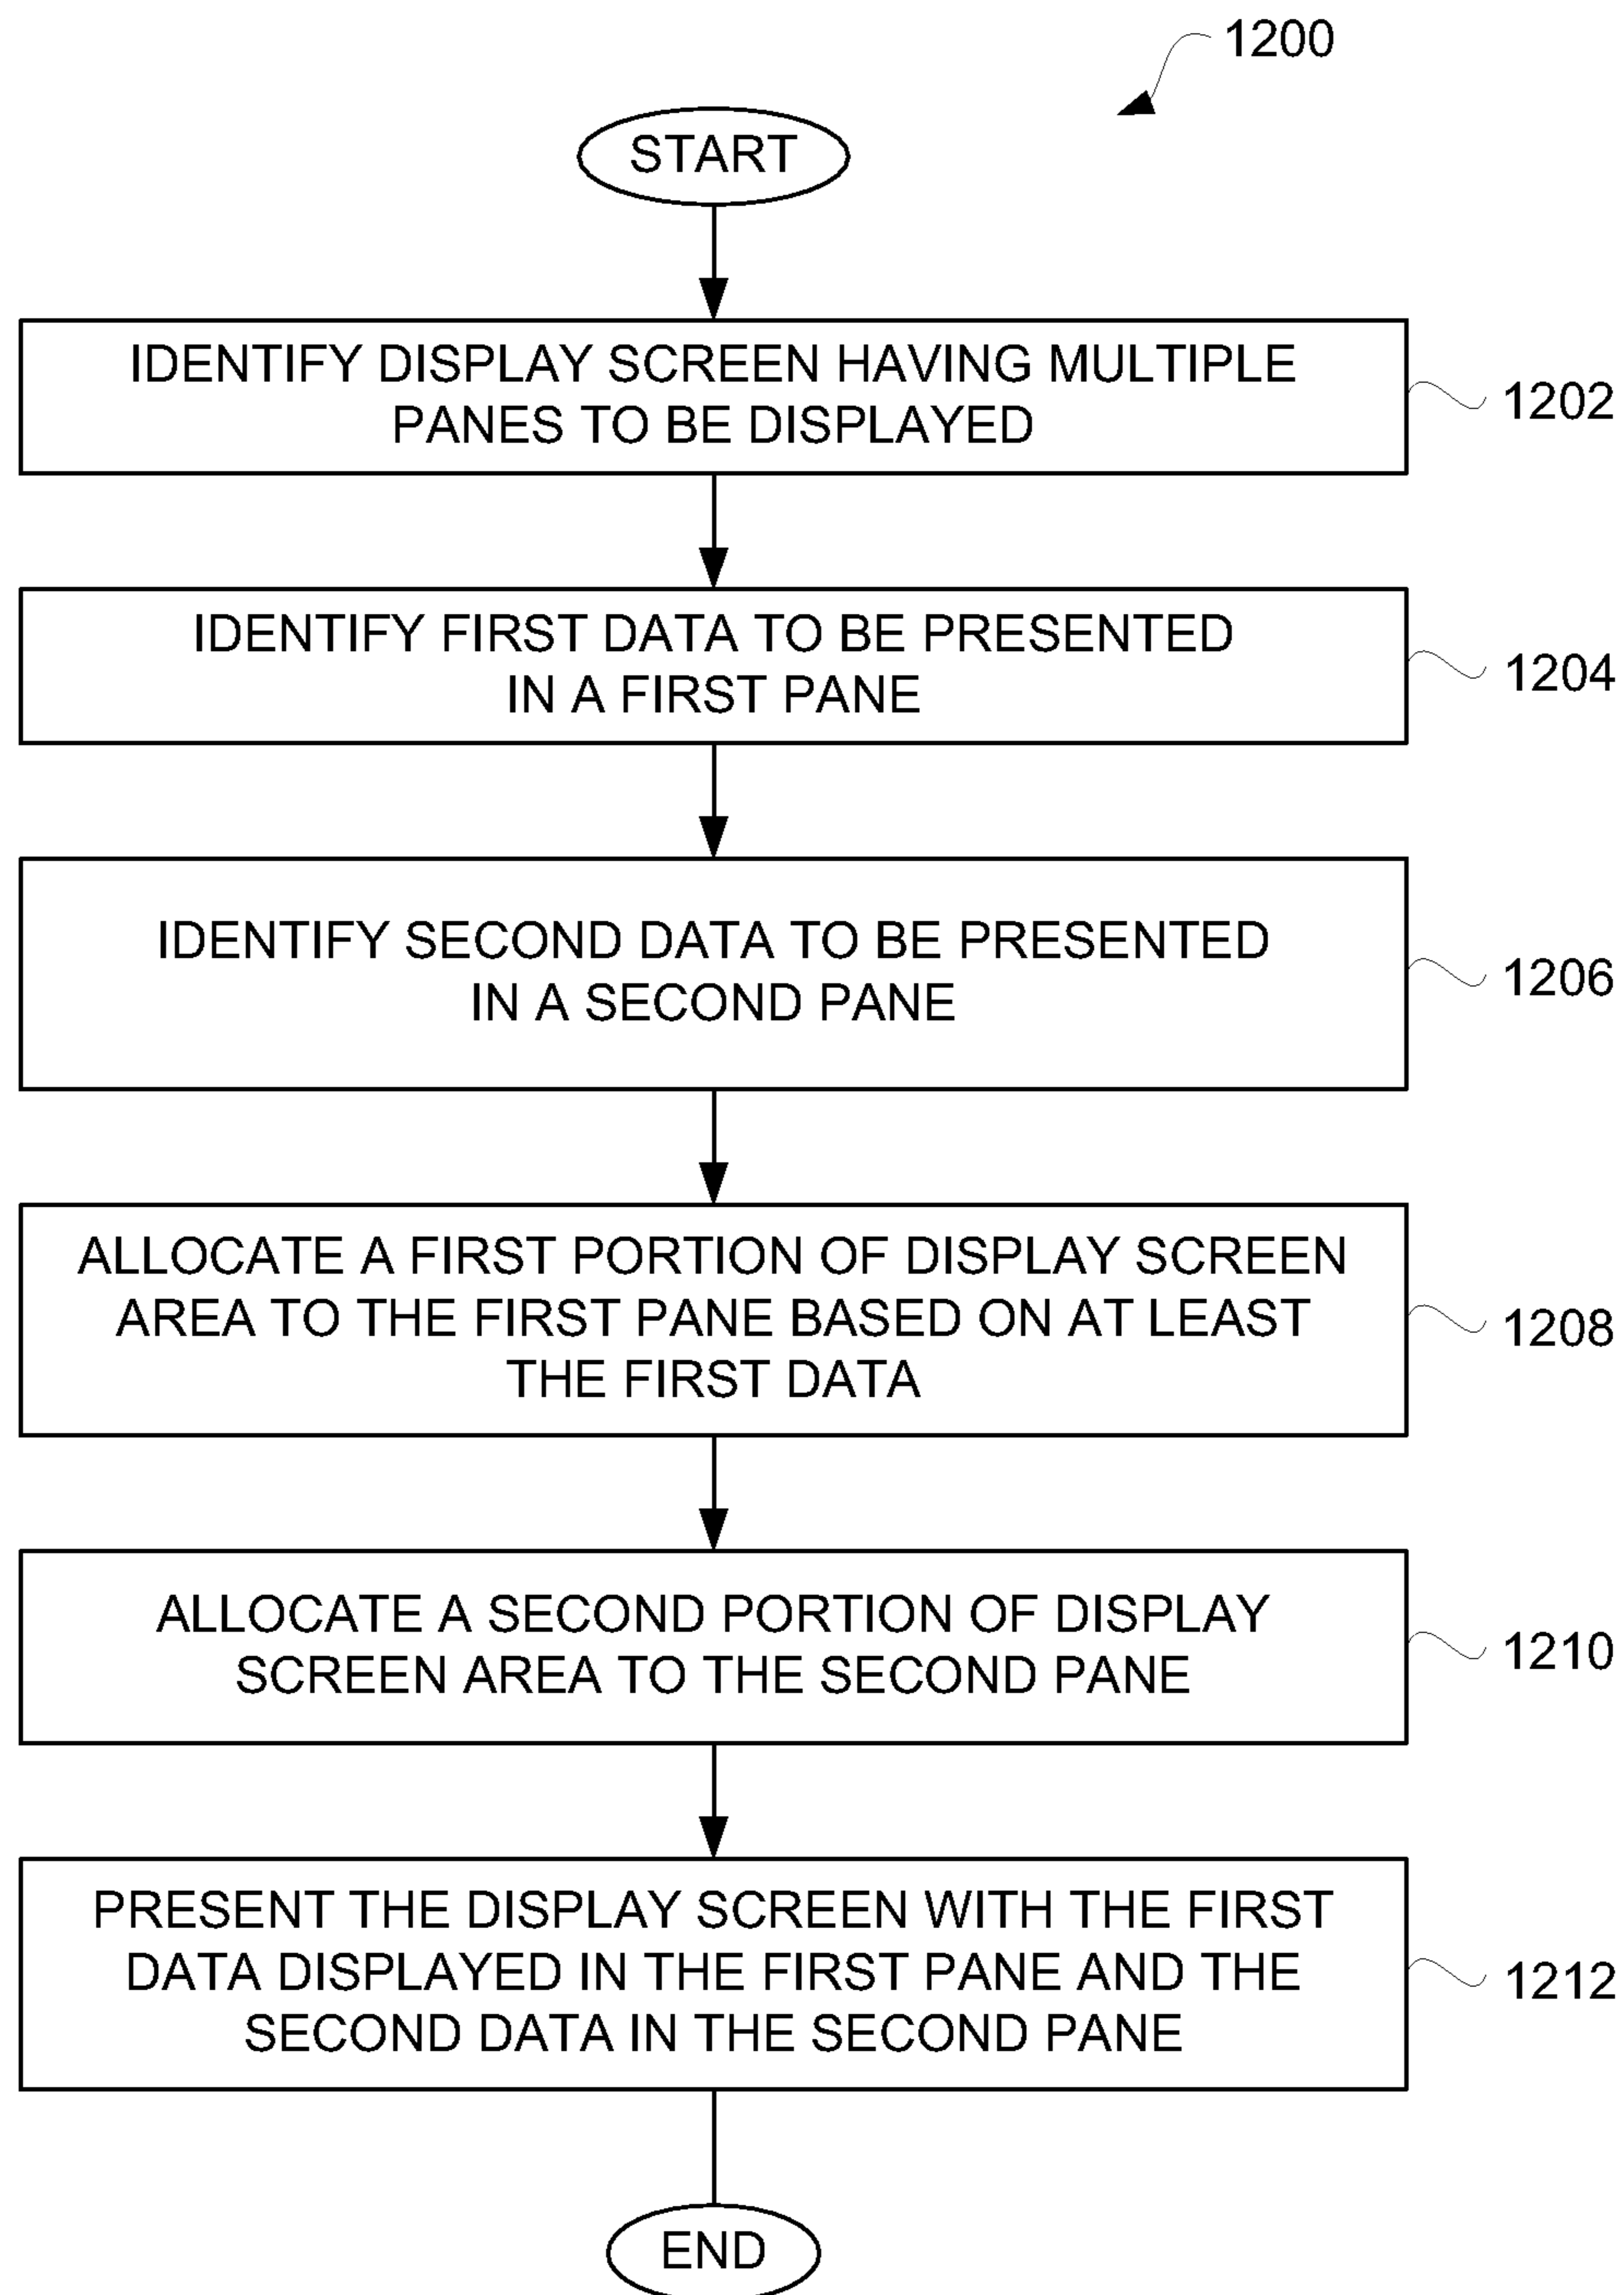 1200
START
IDENTIFY DISPLAY SCREEN HAVING MULTIPLE
PANES TO BE DISPLAYED
1202
IDENTIFY FIRST DATA TO BE PRESENTED
IN A FIRST PANE
1204
IDENTIFY SECOND DATA TO BE PRESENTED
IN A SECOND PANE
1206
ALLOCATE A FIRST PORTION OF DISPLAY SCREEN
AREA TO THE FIRST PANE BASED ON AT LEAST
THE FIRST DATA
1208
ALLOCATE A SECOND PORTION OF DISPLAY
SCREEN AREA TO THE SECOND PANE
1210
PRESENT THE DISPLAY SCREEN WITH THE FIRST
DATA DISPLAYED IN THE FIRST PANE AND THE
SECOND DATA IN THE SECOND PANE
1212
END